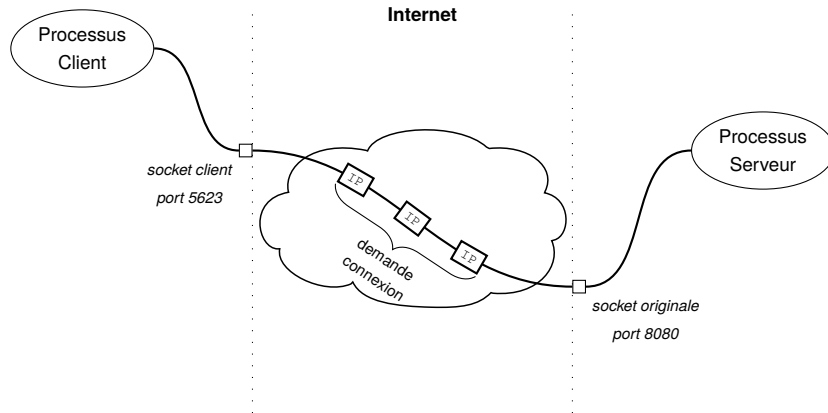 Internet
Processus
Client
Processus
Serveur
socket client
port 5623
IP
IP
IP
demande
connexion
socket originale
port 8080